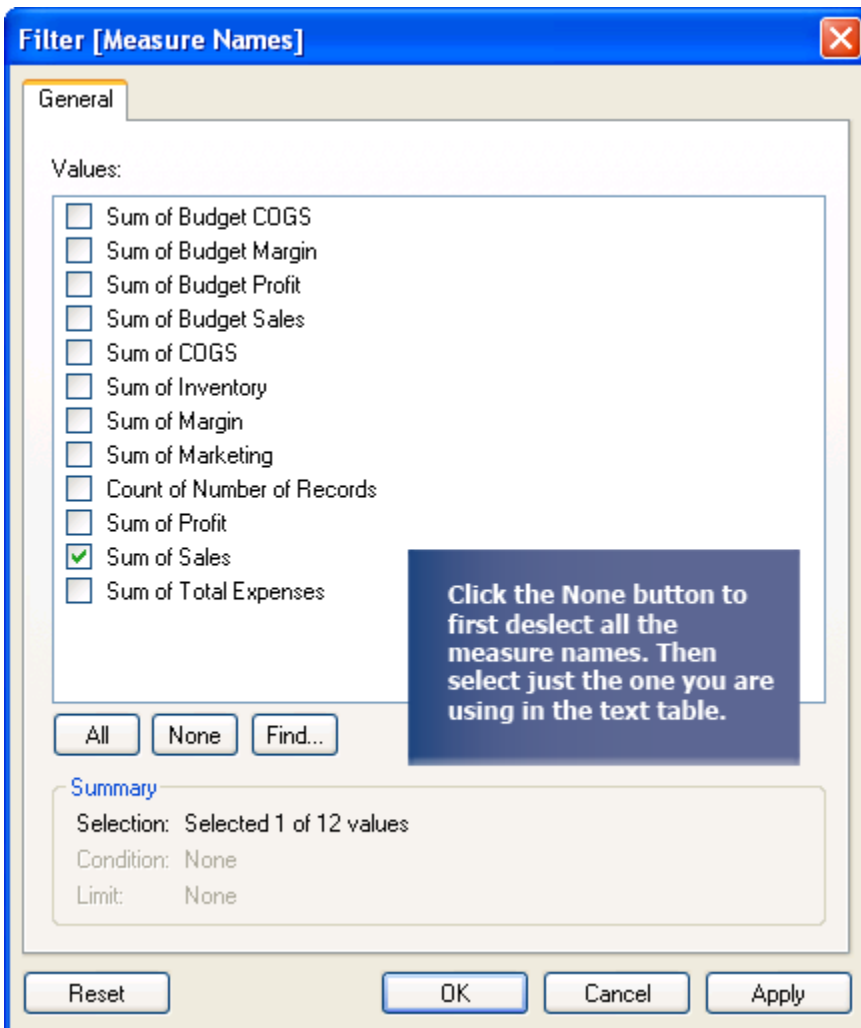 Filter [Measure Names]
General
Values:
Sum of Budget COGS
Sum of Budget Margin
Sum of Budget Profit
Sum of Budget Sales
Sum of COGS
Sum of Inventory
Sum of Margin
Sum of Marketing
Count of Number of Records
Sum of Profit
Sum of Sales
Sum of Total Expenses
Click the None button to
first deslect all the
measure names. Then
select just the one you are
using in the text table.
All None Find...
Summary
Selection: Selected 1 of 12 values
Condition: None
Limit: None
Reset OK Cancel Apply